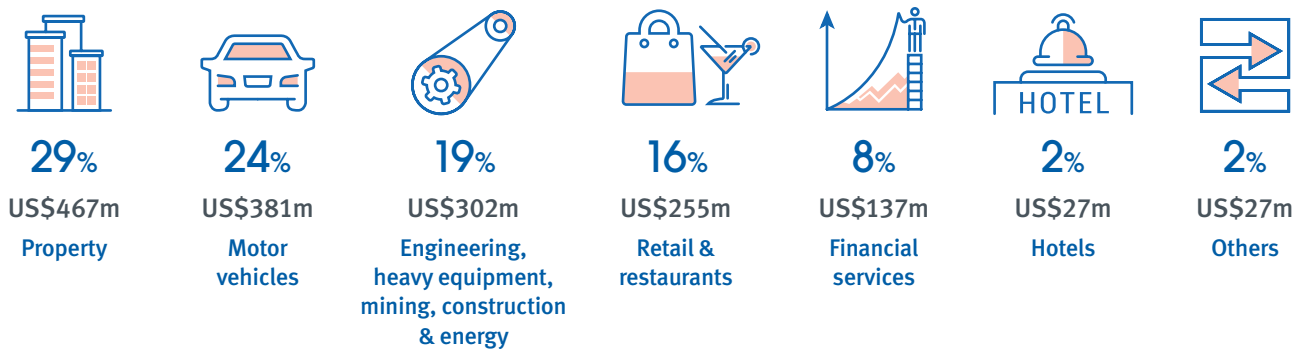 HOTEL
29%
US$467m
Property
24%
US$381m
Motor
vehicles
19%
US$302m
Engineering,
heavy equipment,
mining, construction
& energy
16%
US$255m
Retail &
restaurants
8%
US$137m
Financial
services
2%
US$27m
Hotels
2%
US$27m
Others